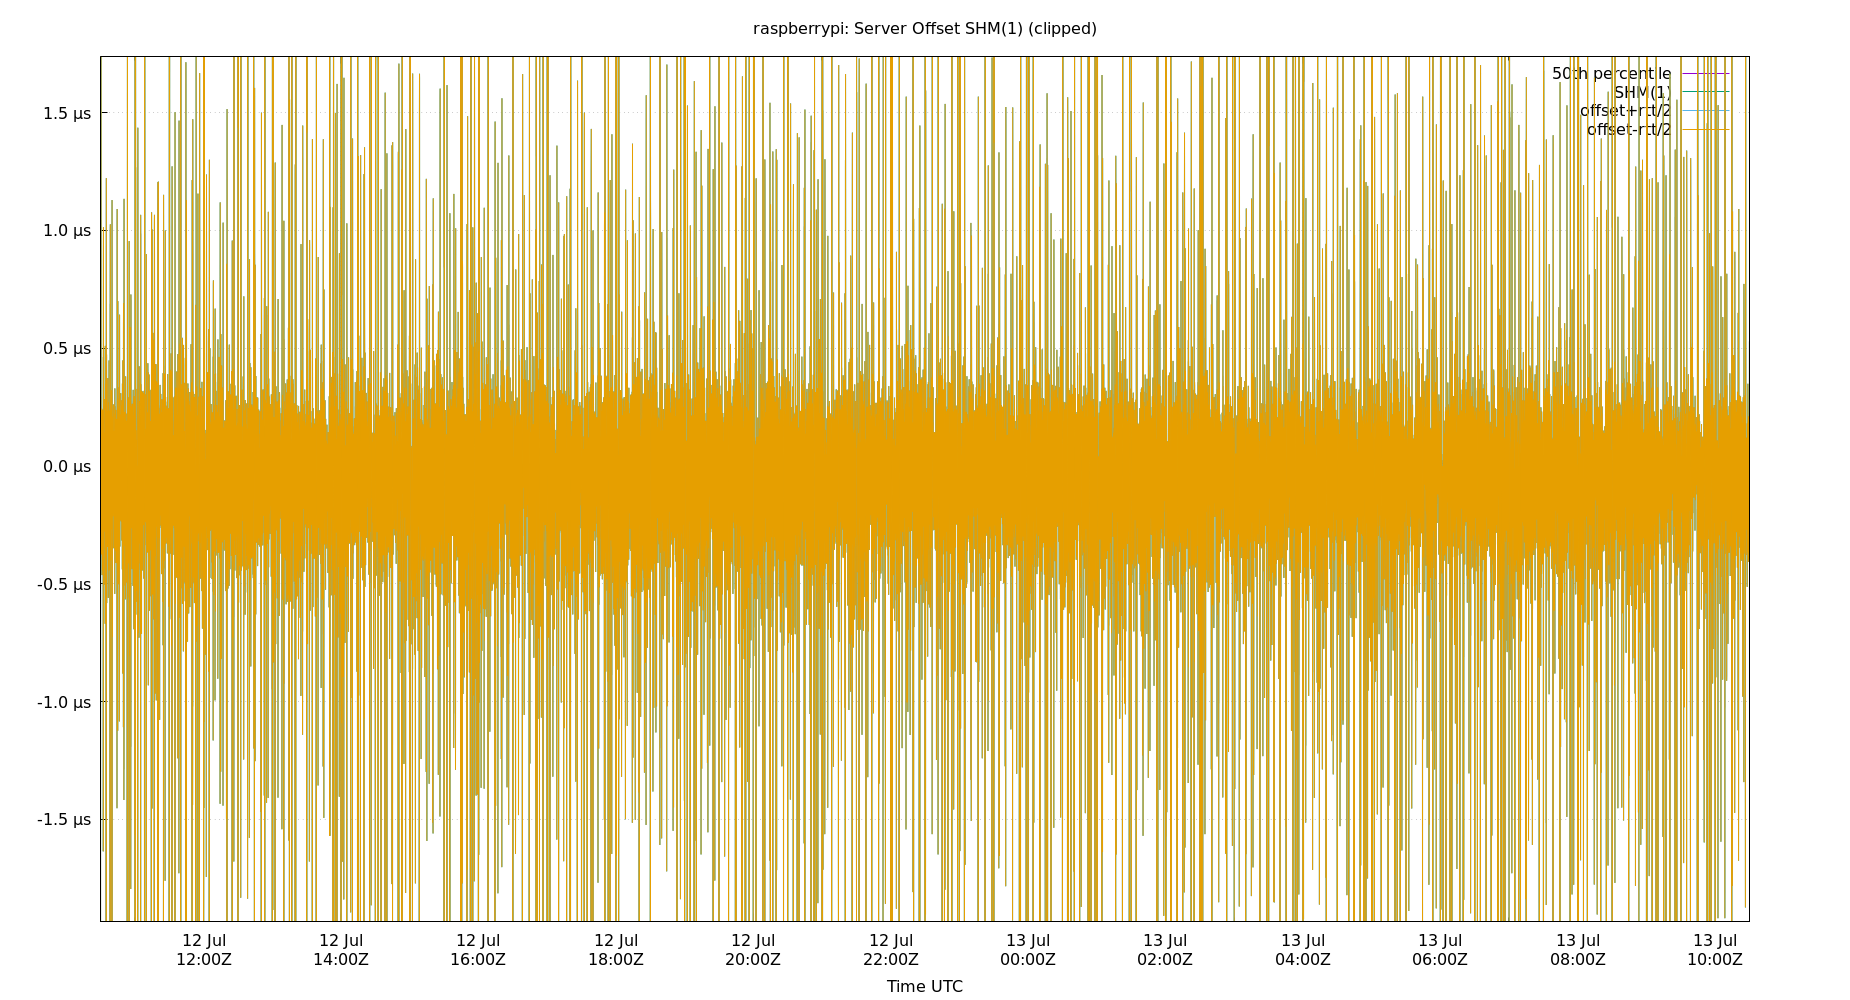 raspberrypi: Server Offset SHM(1) (clipped)
50th percentile
SHM(1)
offset+rtt/2
offset-rtt/2
1.5 µs
1.0 µs
0.5 µs
0.0 µs
-0.5 µs
-1.0 µs
-1.5 µs
12 Jul 12 Jul 12 Jul 12 Jul 12 Jul 12 Jul 13 Jul 13 Jul 13 Jul 13 Jul 13 Jul 13 Jul
12:00Z 14:00Z 16:00Z 18:00Z 20:00Z 22:00Z 00:00Z 02:00Z 04:00Z 06:00Z 08:00Z 10:00Z
Time UTC